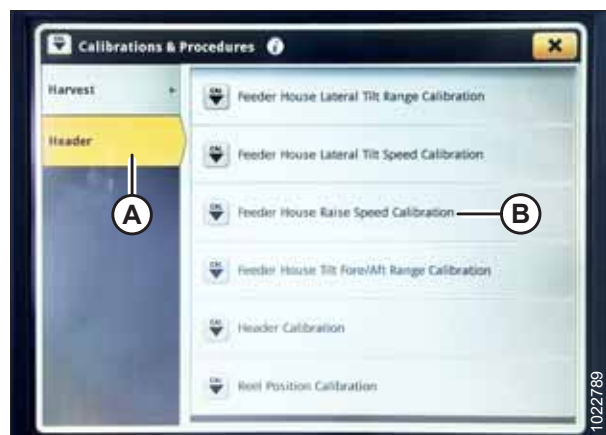 Calibrations & Procedures
Harvest
Header
Feeder House Lateral Tilt Range Calibration
Feeder House Lateral Tilt Speed Calibration
Feeder House Raise Speed Calibration
Feeder House Tilt Fore/Aft Range Calibration
Header Calibration
Reel Position Calibration
A
B
1022789